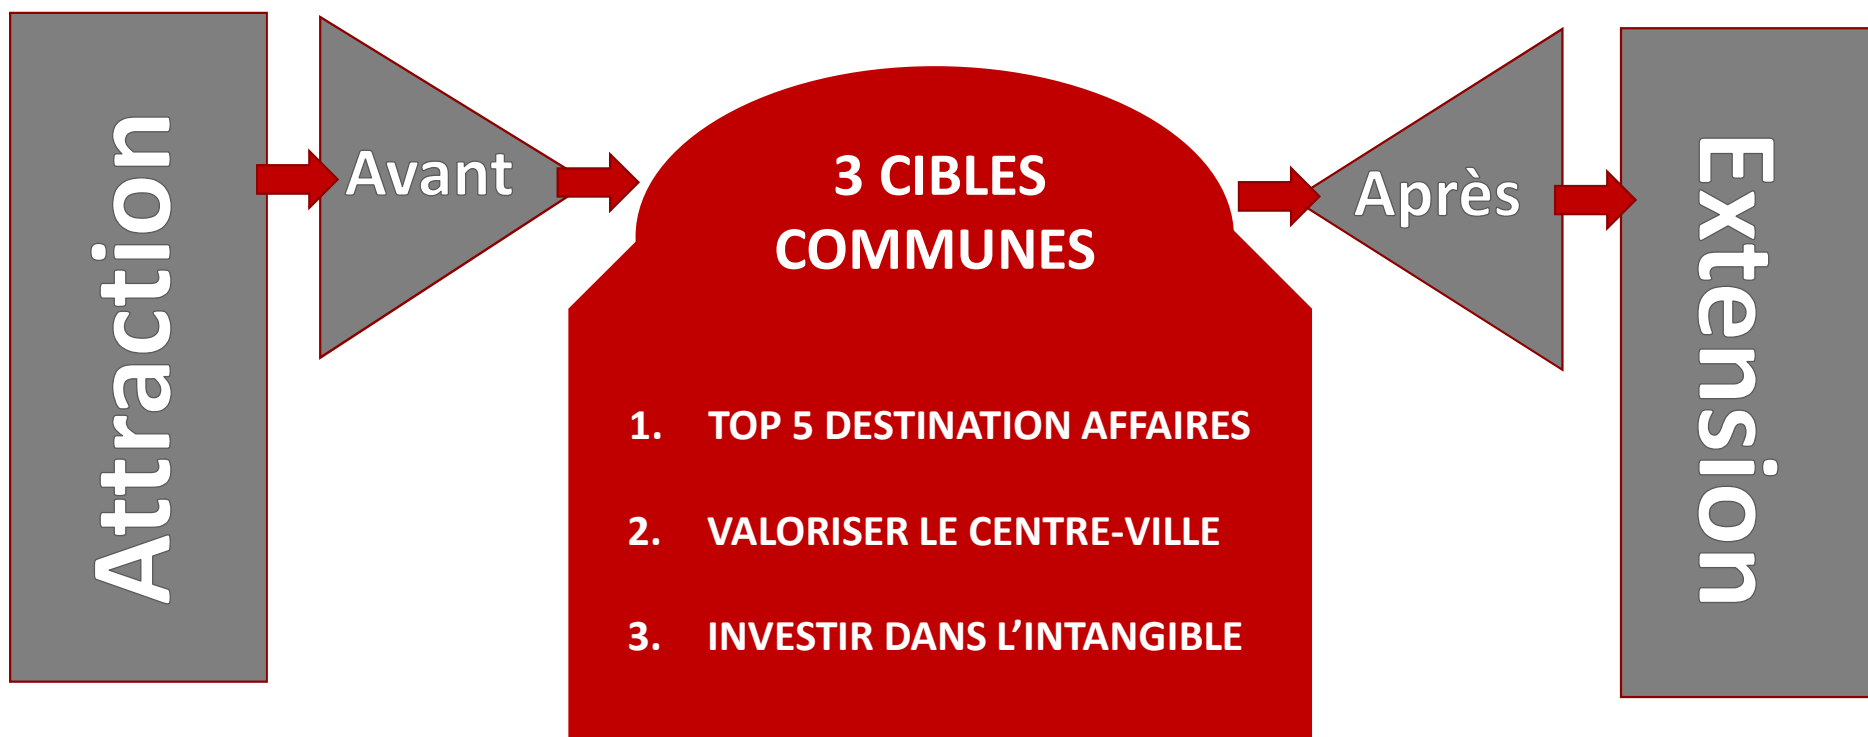 Attraction
Avant
3 CIBLES
COMMUNES
1. TOP 5 DESTINATION AFFAIRES
2. VALORISER LE CENTRE-VILLE
3. INVESTIR DANS L’INTANGIBLE
Après
Extension